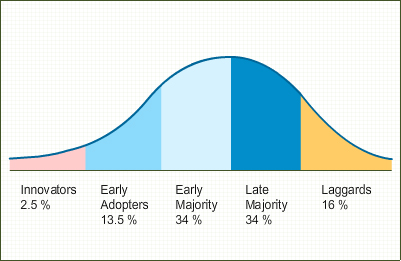 Innovators
2.5 %
Early
Adopters
13.5 %
Early
Majority
34 %
Late
Majority
34 %
Laggards
16 %